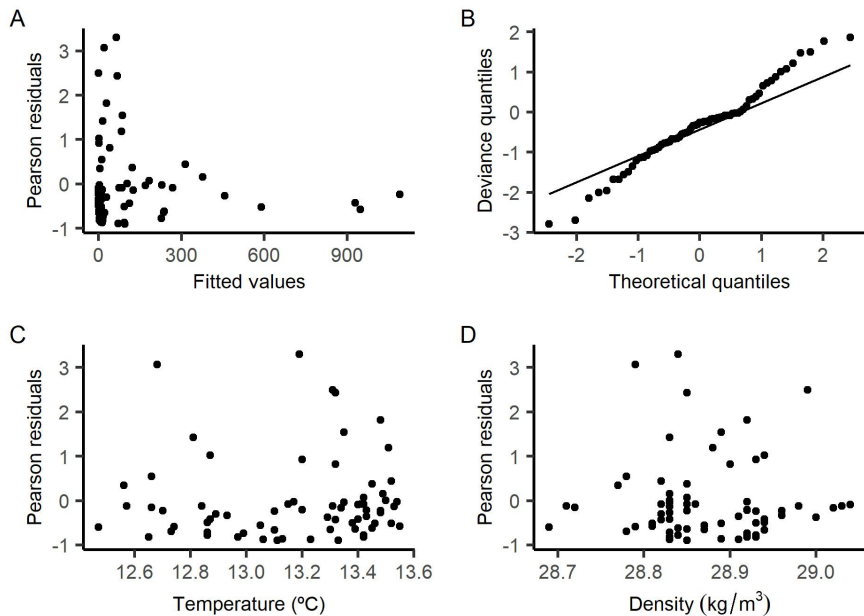 A
Pearson residuals
3
2
1
0
-1
0 300 600 900
Fitted values
B
Deviance quantiles
2
1
0
-1
-2
-3
-2 -1 0 1 2
Theoretical quantiles
C
Pearson residuals
3
2
1
0
-1
12.6 12.8 13.0 13.2 13.4 13.6
Temperature (ºC)
D
Pearson residuals
3
2
1
0
-1
28.7 28.8 28.9 29.0
Density (kg/m³)